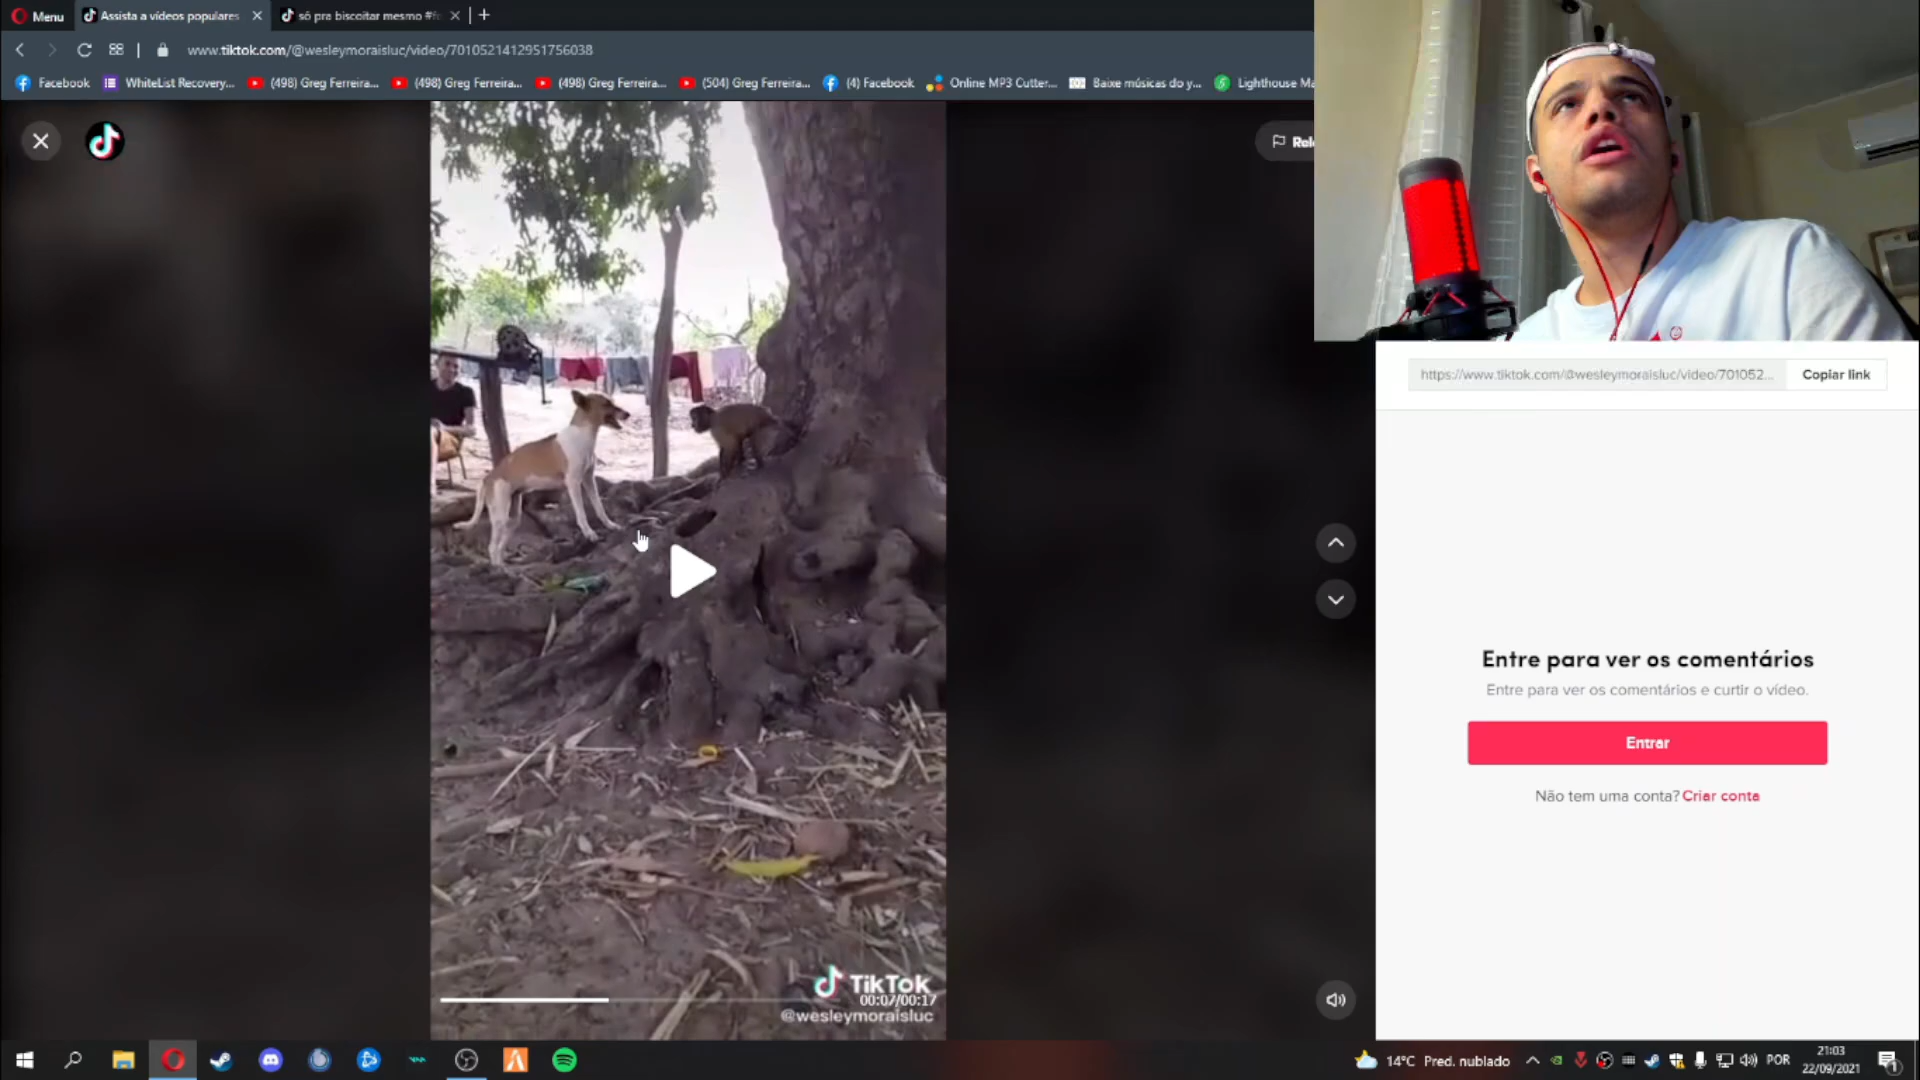 Menu
Assista a vídeos populares
só pra biscoitar mesmo #f
www.tiktok.com/@wesleymoraisluc/video/7010521412951756038
Facebook
WhiteList Recovery...
(498) Greg Ferreira...
(498) Greg Ferreira...
(498) Greg Ferreira...
(504) Greg Ferreira...
(4) Facebook
Online MP3 Cutter...
Baixe músicas do y...
Lighthouse Ma
https://www.tiktok.com/@wesleymoraisluc/video/701052...
Copiar link
Entre para ver os comentários
Entre para ver os comentários e curtir o vídeo.
Entrar
Não tem uma conta? Criar conta
TikTok
00:07/00:17
@wesleymoraisluc
14°C Pred. nublado
POR
21:03
22/09/2021
1